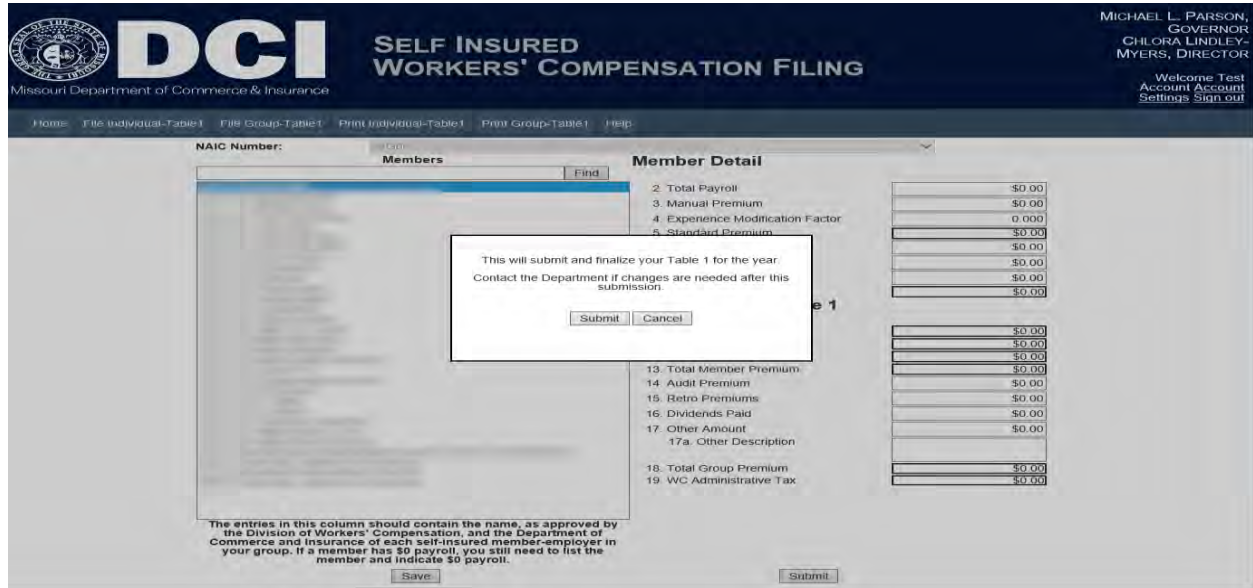 DCI
Missouri Department of Commerce & Insurance
SELF INSURED
WORKERS' COMPENSATION FILING
MICHAEL L. PARSON,
GOVERNOR
CHLORA LINDLEY-
MYERS, DIRECTOR
Welcome Test
Account Account
Settings Sign out
Home File Individual-Table1 File Group-Table1 Print Individual-Table1 Print Group-Table1 Help
NAIC Number:
Members
Find
Member Detail
2. Total Payroll $0.00
3. Manual Premium $0.00
4. Experience Modification Factor 0.000
5. Standard Premium $0.00
$0.00
$0.00
$0.00
$0.00
This will submit and finalize your Table 1 for the year.
Contact the Department if changes are needed after this
submission.
Submit Cancel
e 1
$0.00
$0.00
$0.00
13. Total Member Premium $0.00
14. Audit Premium $0.00
15. Retro Premiums $0.00
16. Dividends Paid $0.00
17. Other Amount $0.00
17a. Other Description
18. Total Group Premium $0.00
19. WC Administrative Tax $0.00
The entries in this column should contain the name, as approved by
the Division of Workers' Compensation, and the Department of
Commerce and Insurance of each self-insured member-employer in
your group. If a member has $0 payroll, you still need to list the
member and indicate $0 payroll.
Save
Submit